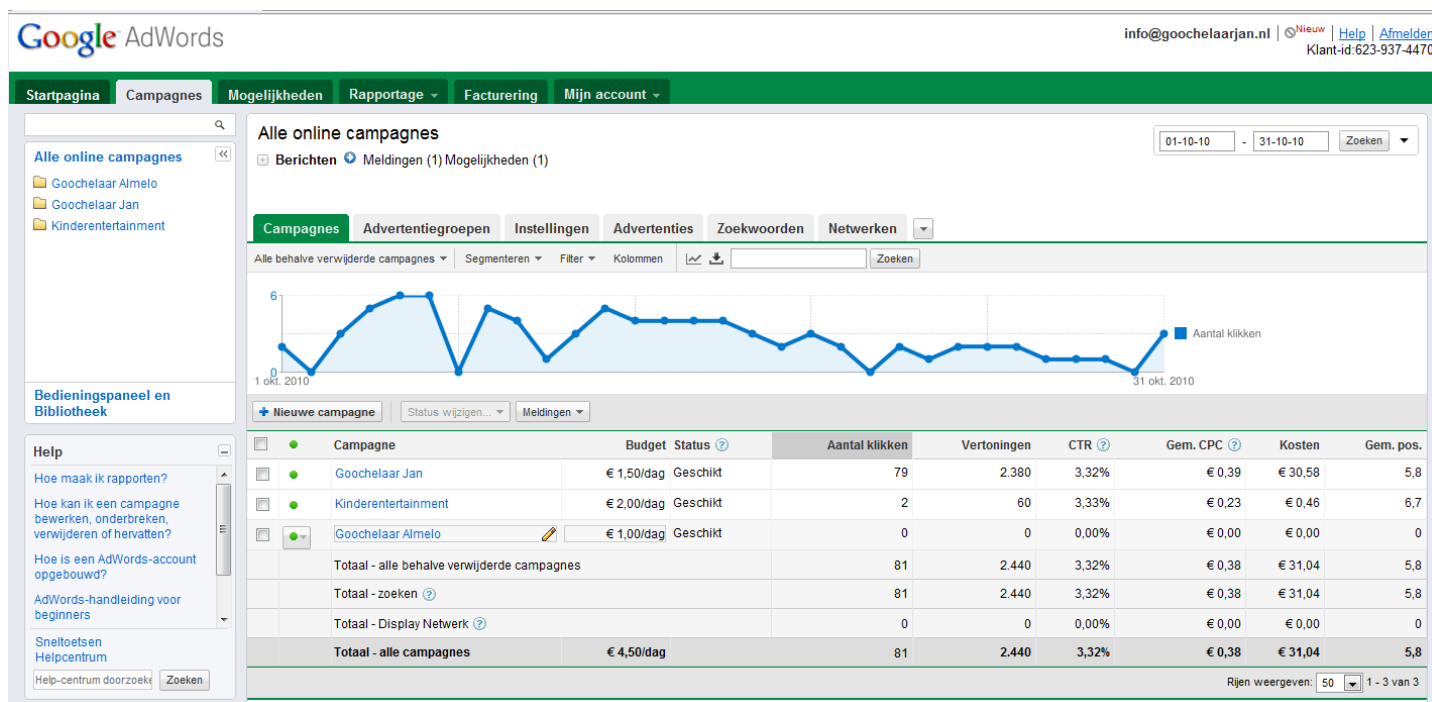 Google AdWords
info@goochelaarjan.nl | Nieuw | Help | Afmelden
Klant-id:623-937-4470
Startpagina Campagnes Mogelijkheden Rapportage Facturering Mijn account
Alle online campagnes
Goochelaar Almelo
Goochelaar Jan
Kinderentertainment
Bedieningspaneel en
Bibliotheek
Help
Hoe maak ik rapporten?
Hoe kan ik een campagne
bewerken, onderbreken,
verwijderen of hervatten?
Hoe is een AdWords-account
opgebouwd?
AdWords-handleiding voor
beginners
Sneltoetsen
Helpcentrum
Help-centrum doorzoeke Zoeken
Alle online campagnes
01-10-10 - 31-10-10 Zoeken
Berichten Meldingen (1) Mogelijkheden (1)
Campagnes Advertentiegroepen Instellingen Advertenties Zoekwoorden Netwerken
Alle behalve verwijderde campagnes Segmenteren Filter Kolommen Zoeken
6
0
1 okt. 2010 31 okt. 2010
Aantal klikken
+ Nieuwe campagne Status wijzigen... Meldingen
Campagne Budget Status ? Aantal klikken Vertoningen CTR ? Gem. CPC ? Kosten Gem. pos.
Goochelaar Jan € 1,50/dag Geschikt 79 2.380 3,32% € 0,39 € 30,58 5,8
Kinderentertainment € 2,00/dag Geschikt 2 60 3,33% € 0,23 € 0,46 6,7
Goochelaar Almelo € 1,00/dag Geschikt 0 0 0,00% € 0,00 € 0,00 0
Totaal - alle behalve verwijderde campagnes 81 2.440 3,32% € 0,38 € 31,04 5,8
Totaal - zoeken ? 81 2.440 3,32% € 0,38 € 31,04 5,8
Totaal - Display Netwerk ? 0 0 0,00% € 0,00 € 0,00 0
Totaal - alle campagnes € 4,50/dag 81 2.440 3,32% € 0,38 € 31,04 5,8
Rijen weergeven: 50 1 - 3 van 3